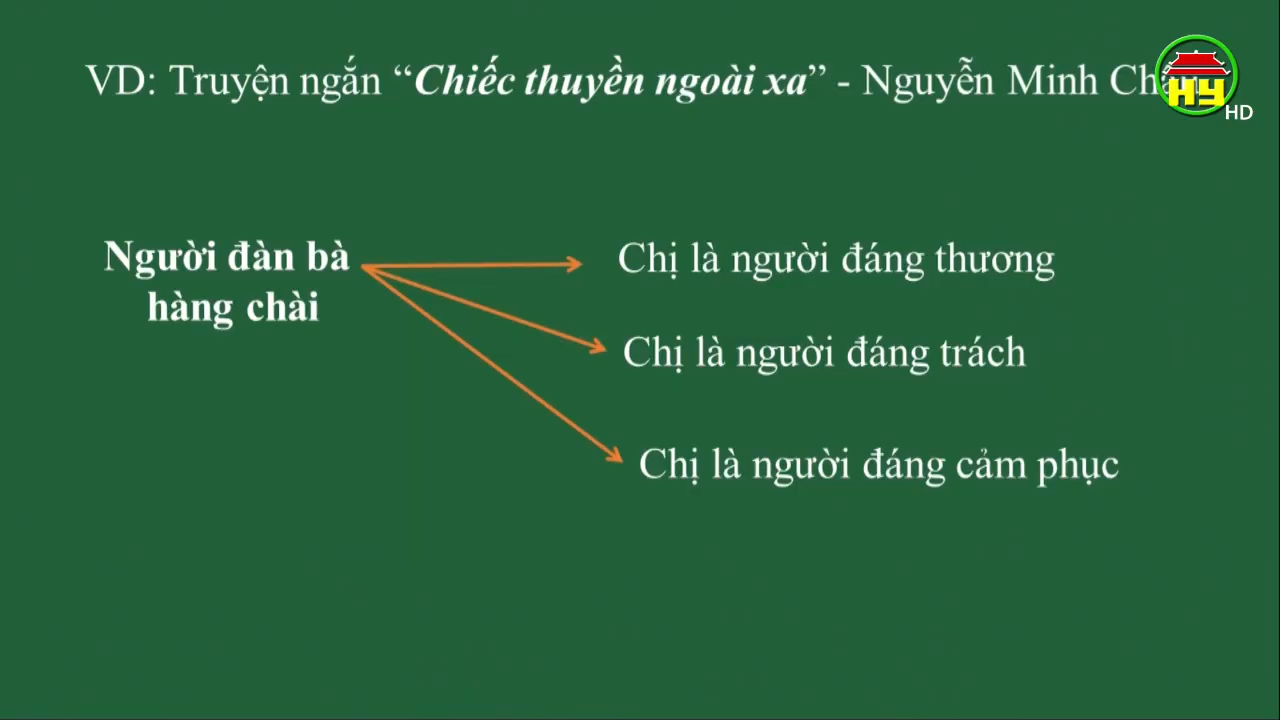 VD: Truyện ngắn “Chiếc thuyền ngoài xa” - Nguyễn Minh
HY
HD
Người đàn bà
hàng chài
Chị là người đáng thương
Chị là người đáng trách
Chị là người đáng cảm phục